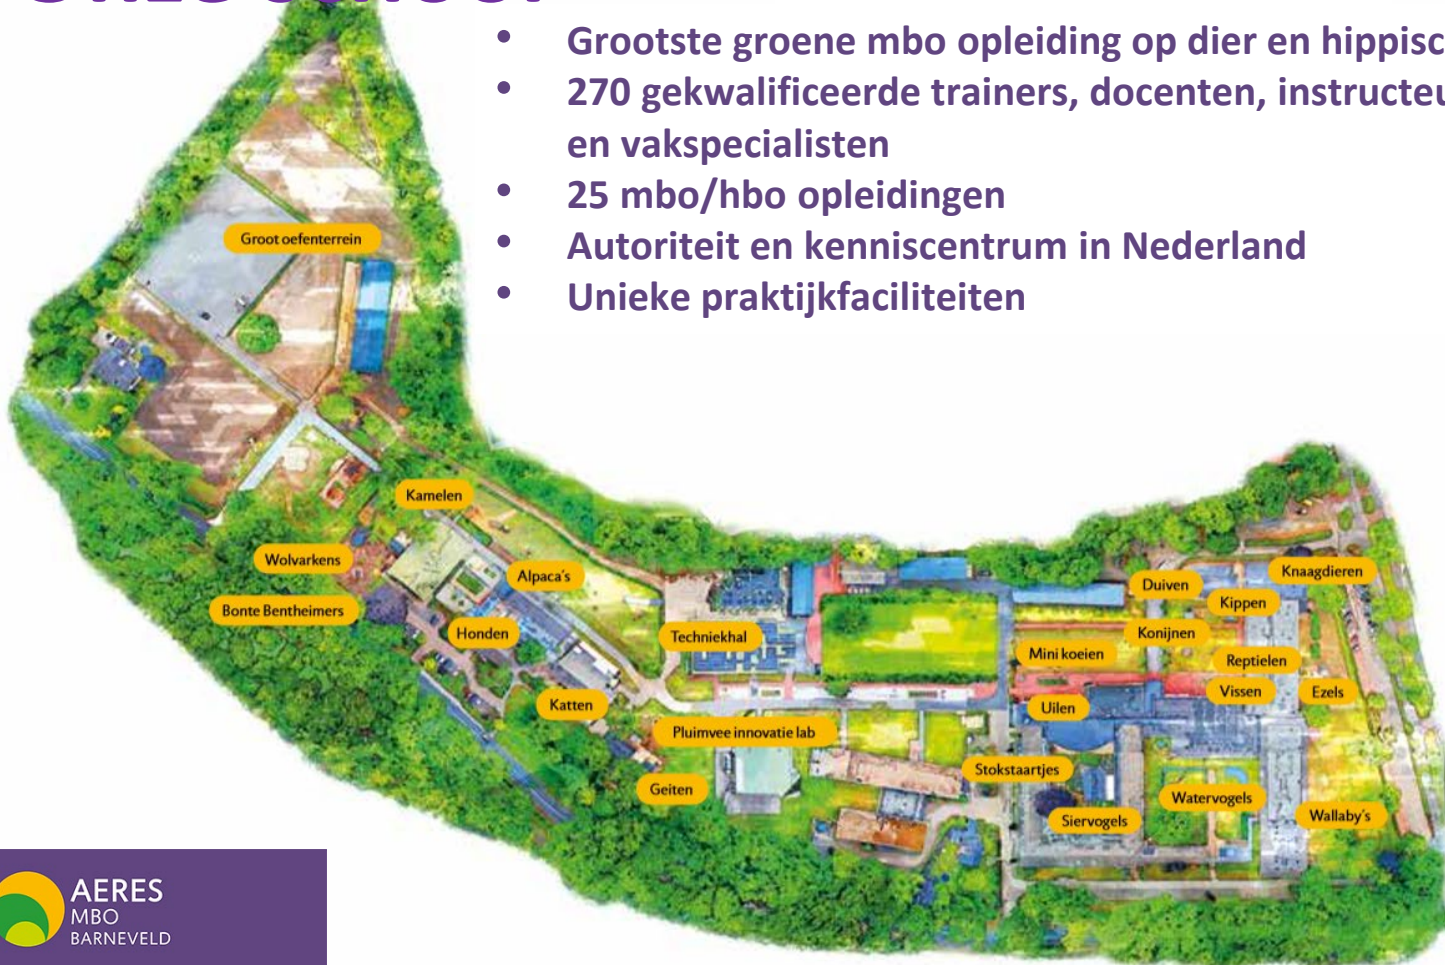 • Grootste groene mbo opleiding op dier en
• 270 gekwalificeerde trainers, docenten,
en vakspecialisten
• 25 mbo/hbo opleidingen
• Autoriteit en kenniscentrum in Nederland
• Unieke praktijkfaciliteiten
Groot oefenterrein
Kamelen
Wolvarkens
Alpaca's
Bonte Bentheimers
Honden
Katten
Techniekhal
Pluimvee innovatie lab
Geiten
Duiven
Knaagdieren
Kippen
Konijnen
Mini koeien
Reptielen
Vissen
Ezels
Uilen
Stokstaartjes
Watervogels
Siervogels
Wallaby's
AERES
MBO
BARNEVELD